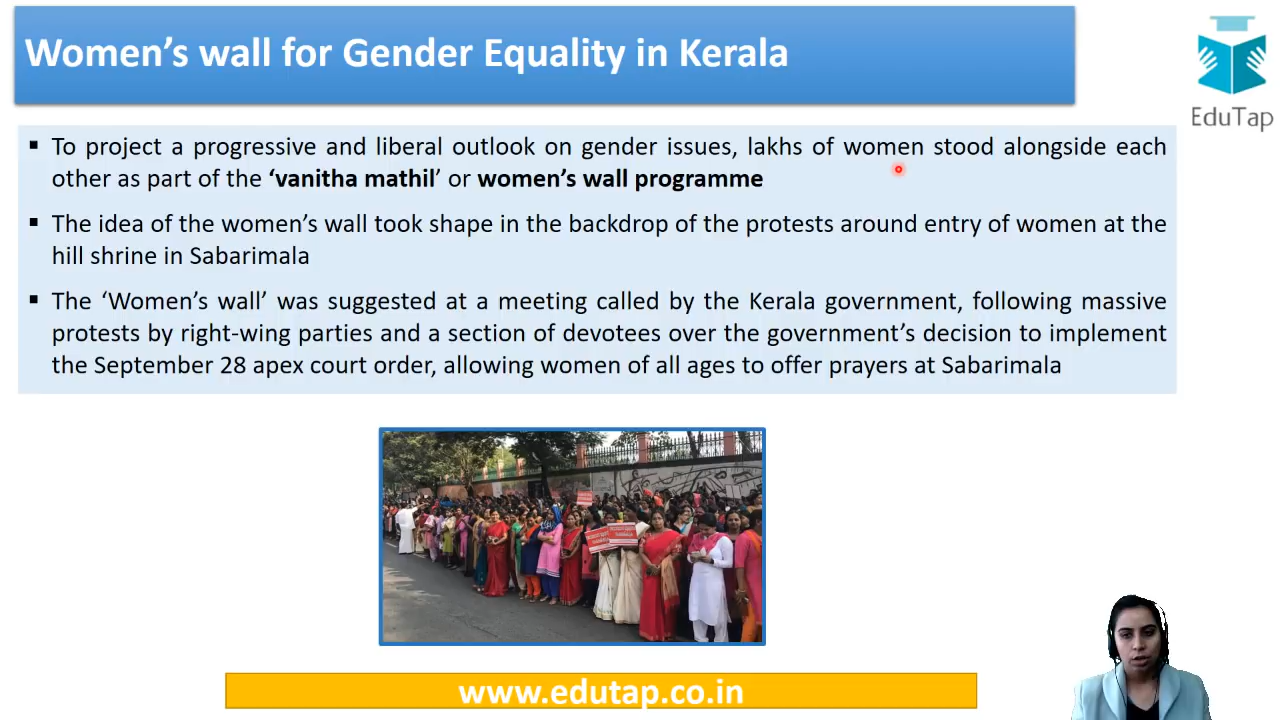 Women’s wall for Gender Equality in Kerala
EduTap
▪ To project a progressive and liberal outlook on gender issues, lakhs of women stood alongside each
other as part of the ‘vanitha mathil’ or women’s wall programme
▪ The idea of the women’s wall took shape in the backdrop of the protests around entry of women at the
hill shrine in Sabarimala
▪ The ‘Women’s wall’ was suggested at a meeting called by the Kerala government, following massive
protests by right-wing parties and a section of devotees over the government’s decision to implement
the September 28 apex court order, allowing women of all ages to offer prayers at Sabarimala
www.edutap.co.in